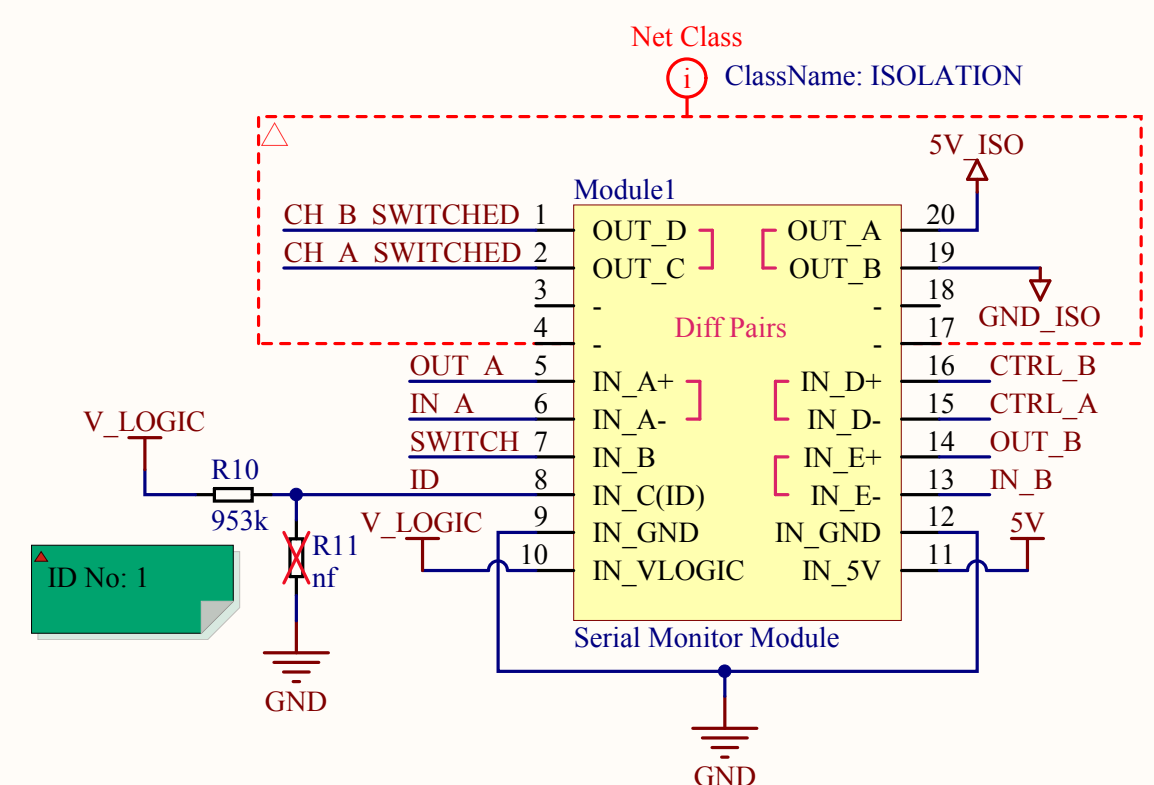 Net Class
i ClassName: ISOLATION
5V_ISO
Module1
CH_B_SWITCHED 1 OUT_D OUT_A 20
CH_A_SWITCHED 2 OUT_C OUT_B 19
3 - - 18
GND_ISO
Diff Pairs
4 - - 17
OUT_A 5 IN_A+ IN_D+ 16 CTRL_B
IN_A 6 IN_A- IN_D- 15 CTRL_A
SWITCH 7 IN_B IN_E+ 14 OUT_B
ID 8 IN_C(ID) IN_E- 13 IN_B
9 IN_GND IN_GND 12
10 IN_VLOGIC IN_5V 11
V_LOGIC
R10
953k
V_LOGIC
5V
R11
nf
ID No: 1
GND
Serial Monitor Module
GND